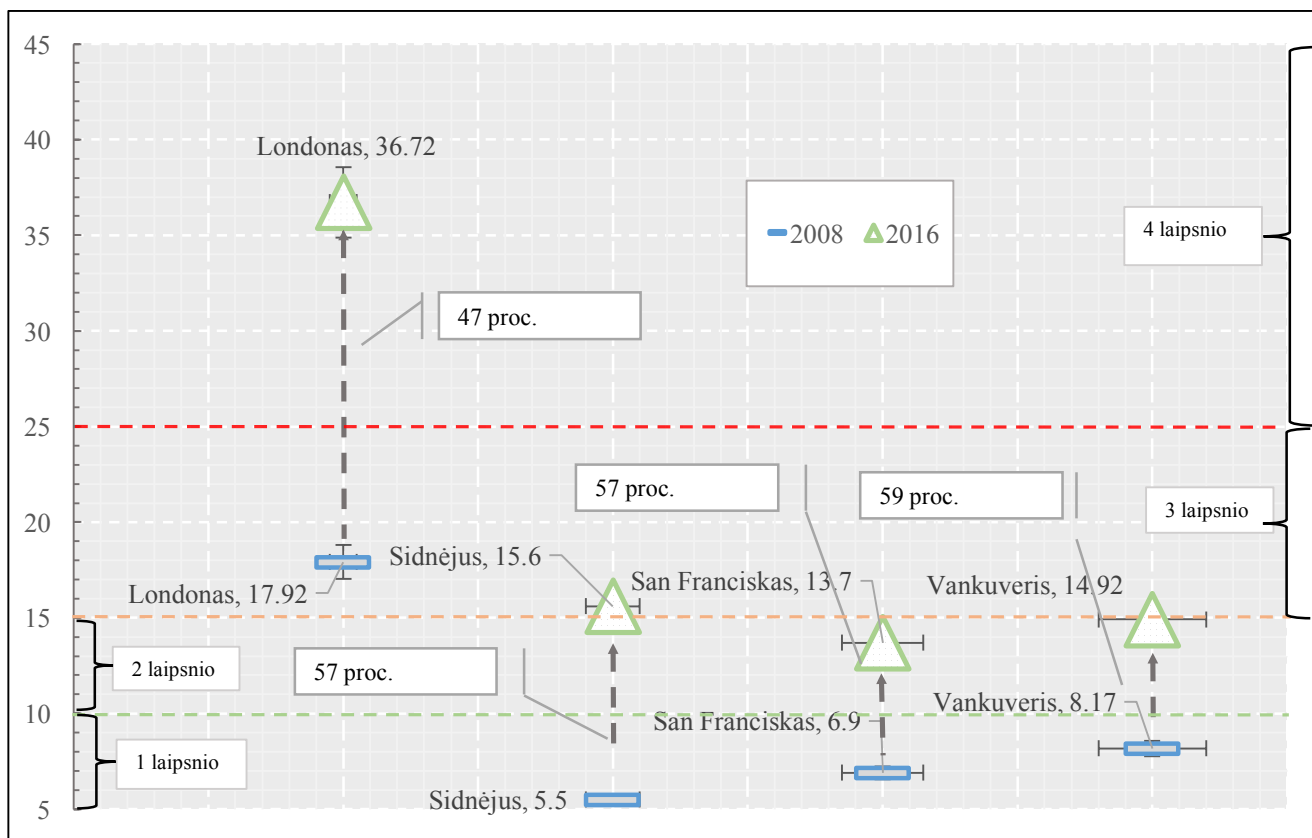 45
40
35
30
25
20
15
10
5
Londonas, 36.72
2008
2016
4 laipsnio
47 proc.
57 proc.
59 proc.
3 laipsnio
Sidnėjus, 15.6
San Franciskas, 13.7
Vankuveris, 14.92
Londonas, 17.92
2 laipsnio
57 proc.
San Franciskas,
6.9
Vankuveris, 8.17
1 laipsnio
Sidnėjus, 5.5